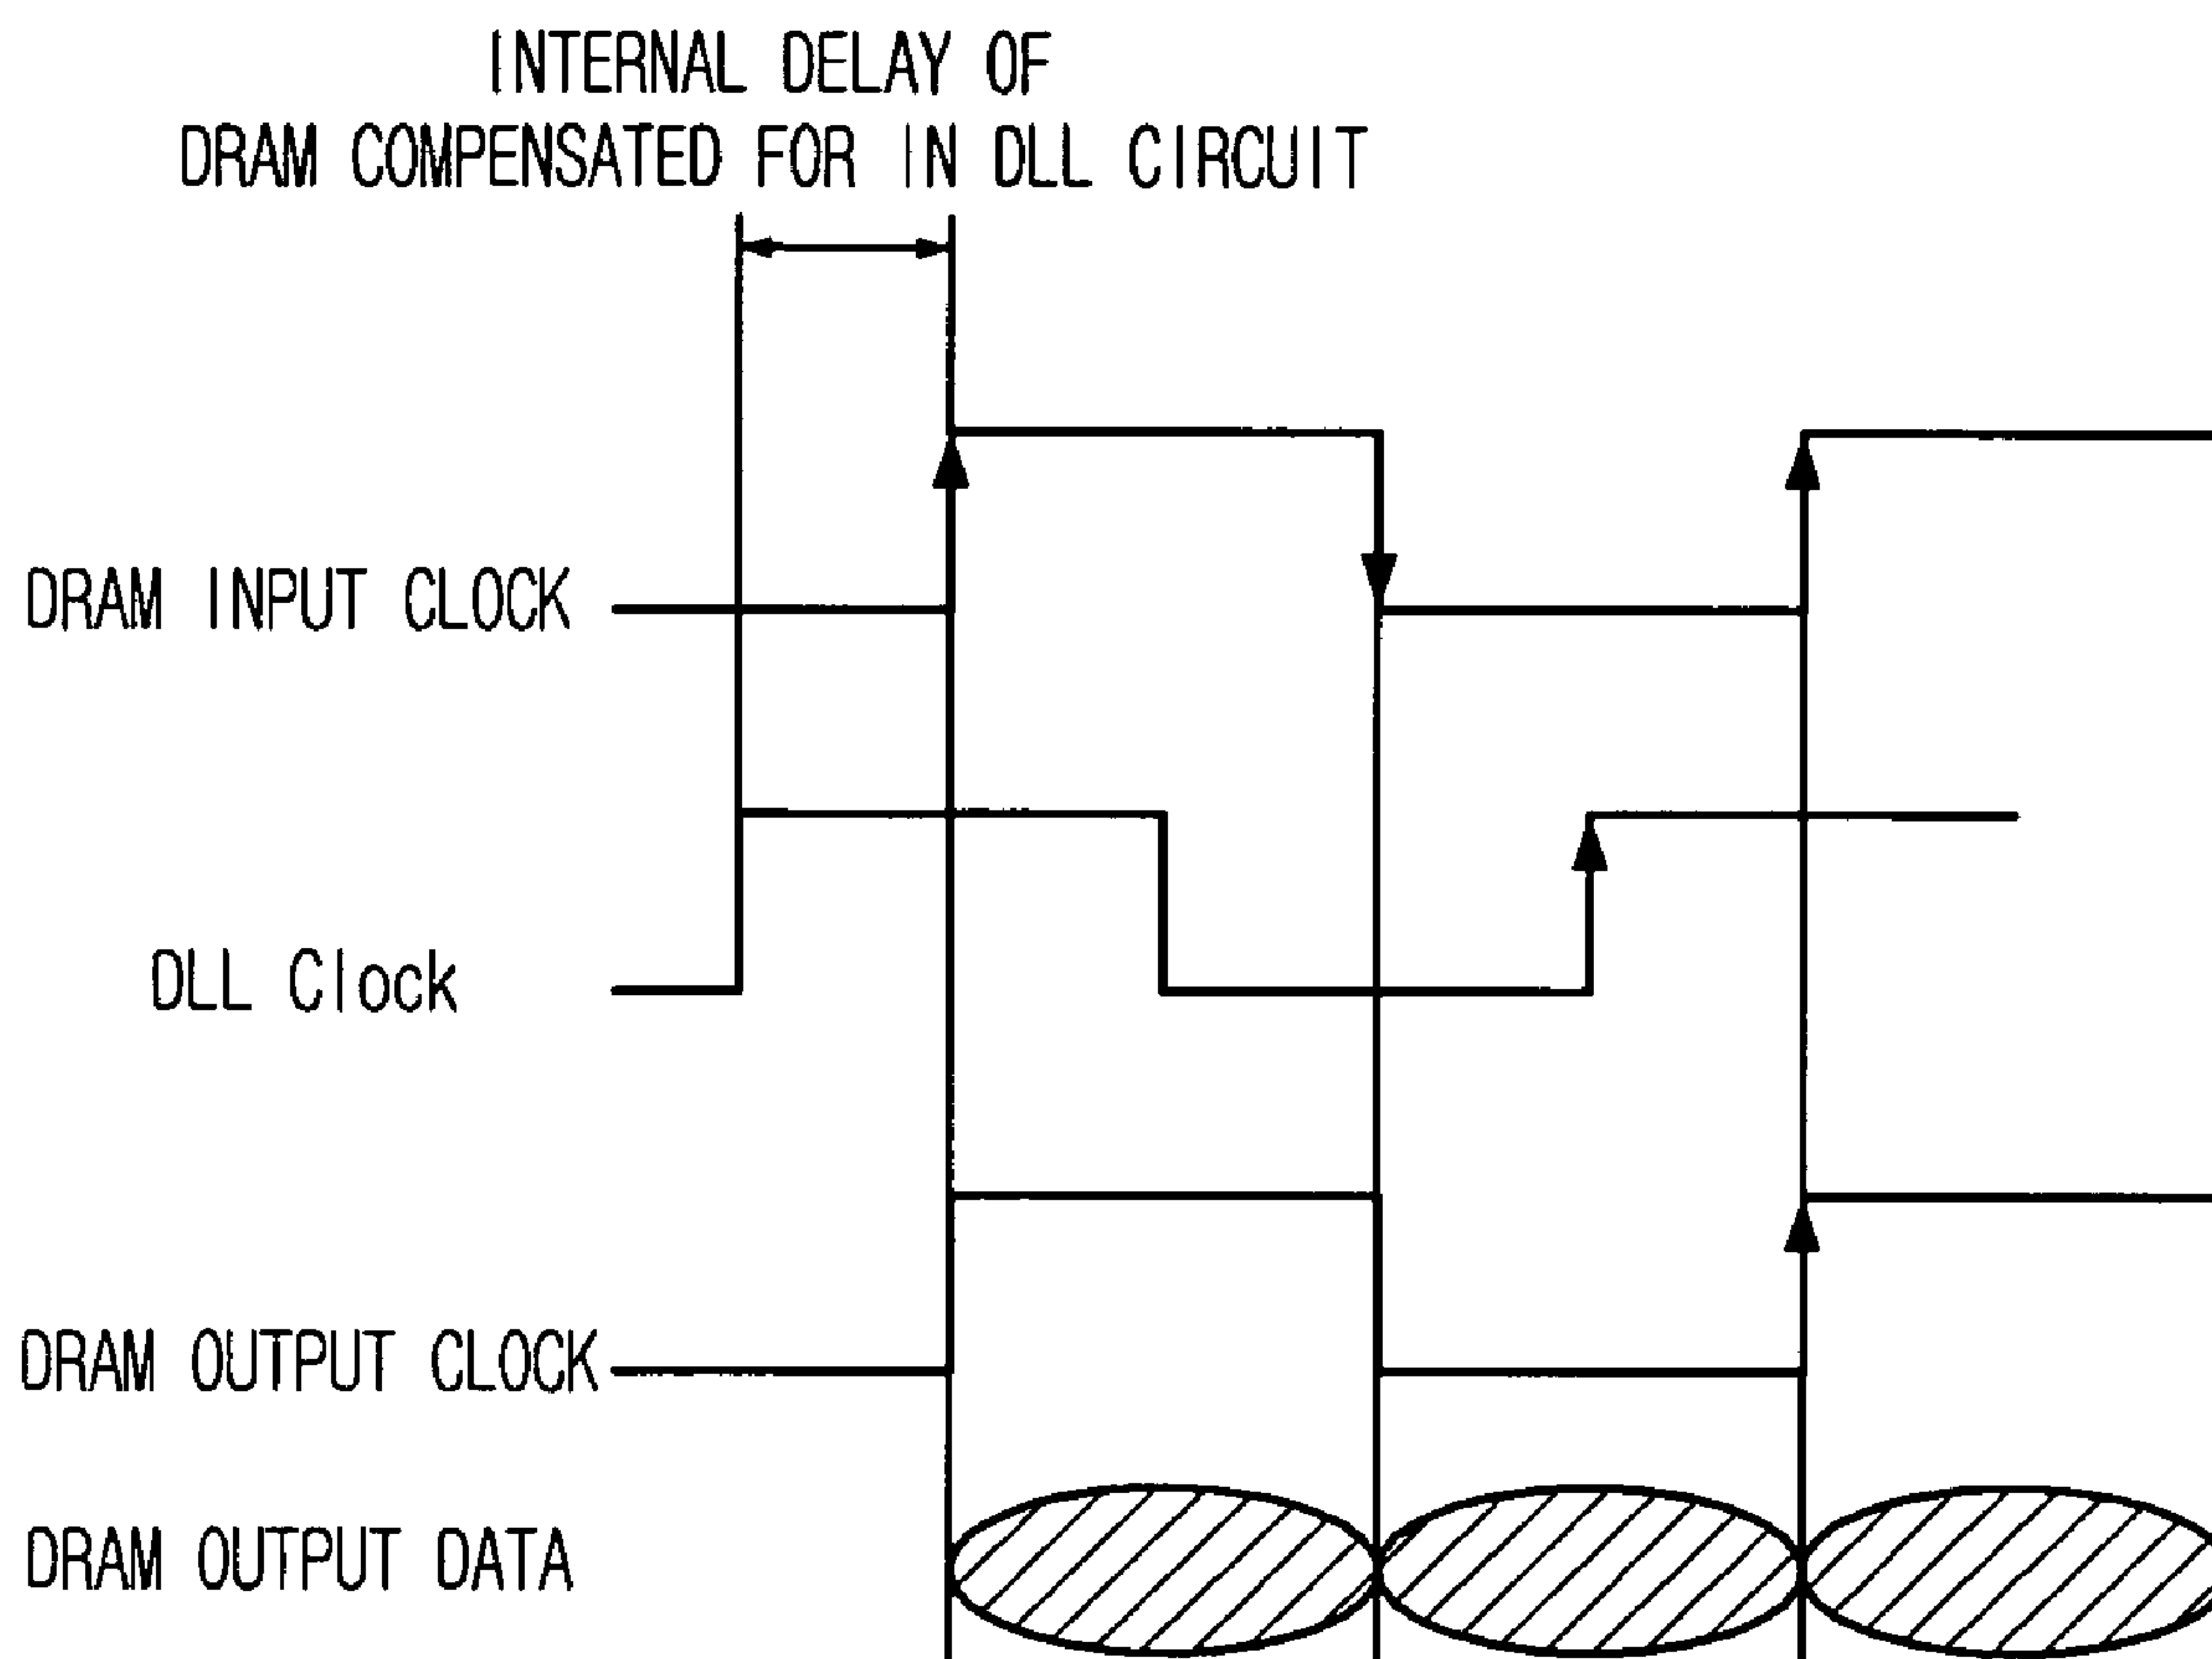 INTERNAL DELAY OF
DRAM COMPENSATED FOR IN DLL CIRCUIT
DRAM INPUT CLOCK
DLL Clock
DRAM OUTPUT CLOCK
DRAM OUTPUT DATA